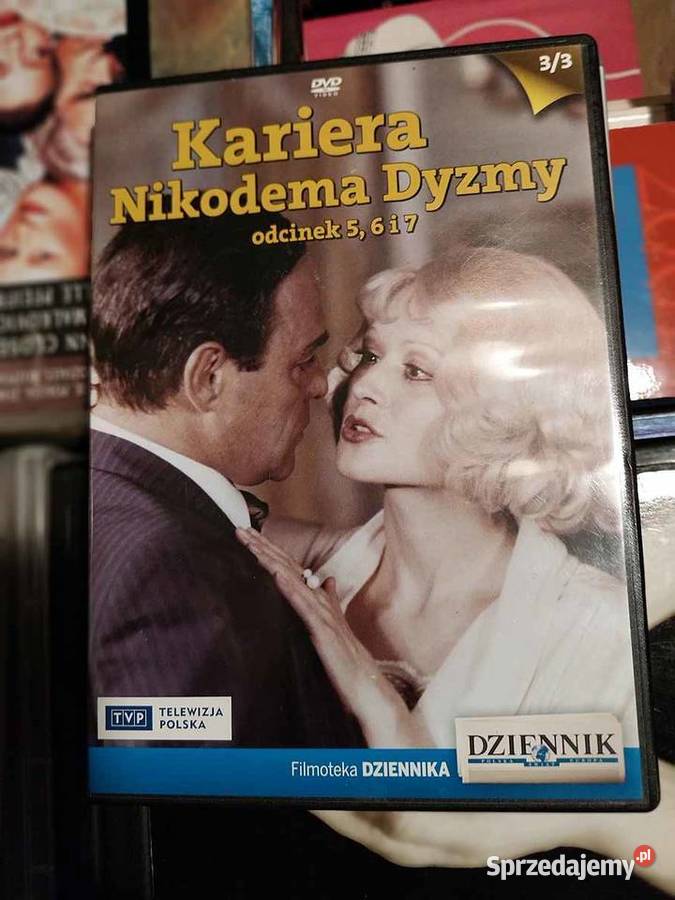 3/3
DVD
VIDEO
Kariera
Nikodema Dyzmy
odcinek 5, 6 i 7
TVP TELEWIZJA
POLSKA
Filmoteka DZIENNIKA
DZIENNIK
POLSKA ŚWIAT EUROPA
Sprzedajemy.pl